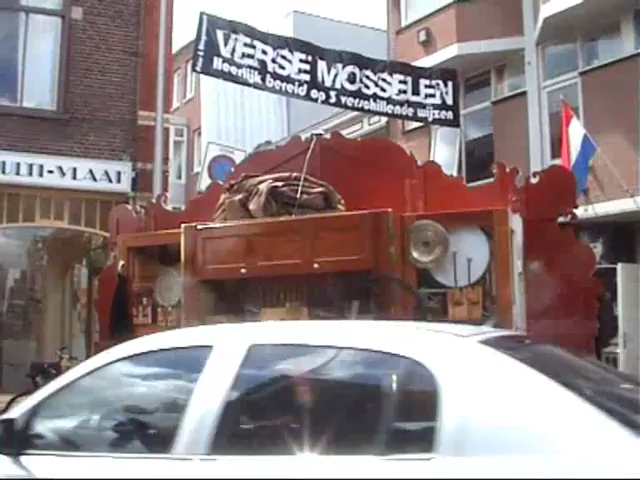 VERSE MOSSELEN
Heerlijk bereid op 3 verschillende wijzen
ULTI-VLAAI